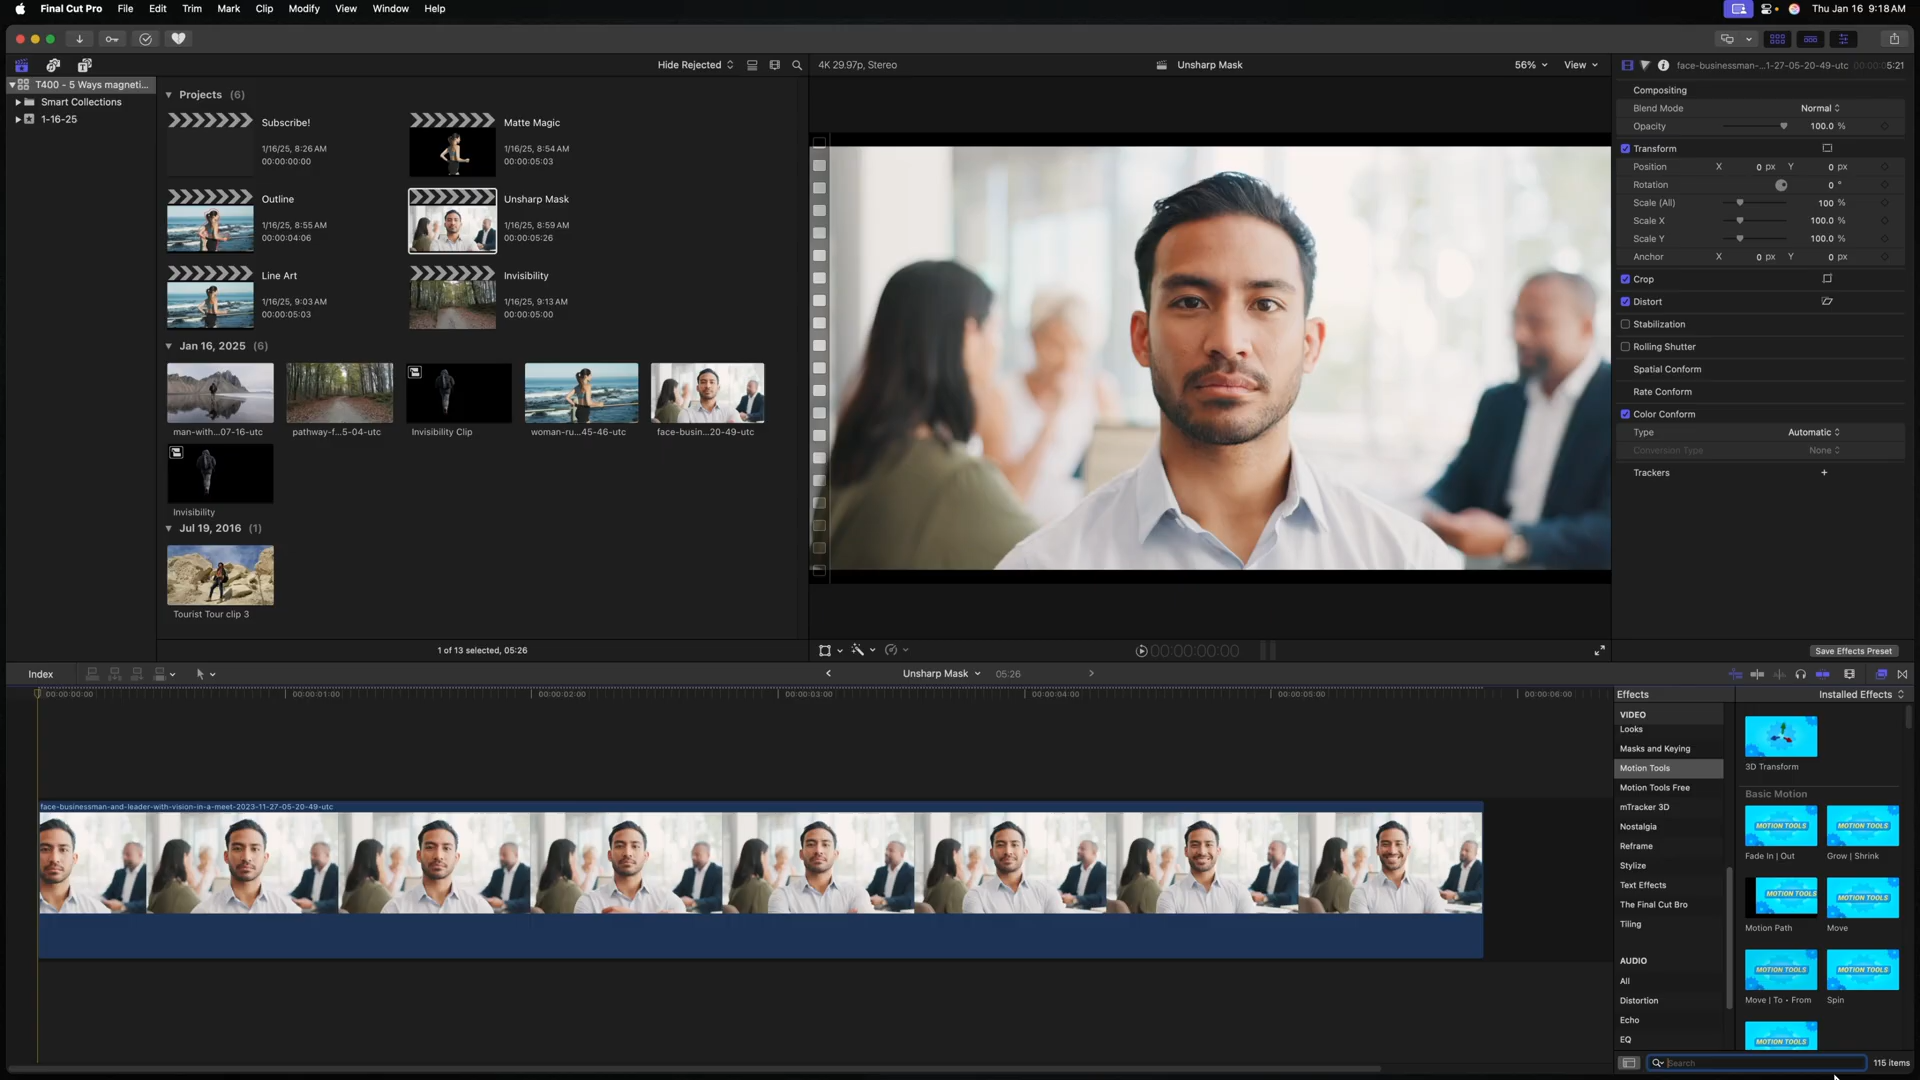 Final Cut Pro File Edit Trim Mark Clip Modify View Window Help
Thu Jan 16 9:18 AM
Hide Rejected
4K 29.97p, Stereo
Unsharp Mask
56%
View
face-businessman-...1-27-05-20-49-utc
5:21
T400 - 5 Ways magneti...
Smart Collections
1-16-25
Projects (6)
Subscribe!
1/16/25, 8:26 AM
00:00:00:00
Matte Magic
1/16/25, 8:54 AM
00:00:05:03
Outline
1/16/25, 8:55 AM
00:00:04:06
Unsharp Mask
1/16/25, 8:59 AM
00:00:05:26
Line Art
1/16/25, 9:03 AM
00:00:05:03
Invisibility
1/16/25, 9:13 AM
00:00:05:00
Jan 16, 2025 (6)
man-with...07-16-utc
pathway-f...5-04-utc
Invisibility Clip
woman-ru...45-46-utc
face-busin...20-49-utc
Invisibility
Jul 19, 2016 (1)
Tourist Tour clip 3
1 of 13 selected, 05:26
00:00:00:00
Compositing
Blend Mode Normal
Opacity 100.0 %
Transform
Position X 0 px Y 0 px
Rotation 0 °
Scale (All) 100 %
Scale X 100.0 %
Scale Y 100.0 %
Anchor X 0 px Y 0 px
Crop
Distort
Stabilization
Rolling Shutter
Spatial Conform
Rate Conform
Color Conform
Type Automatic
Conversion Type None
Trackers +
Save Effects Preset
Index
Unsharp Mask
05:26
00:00:00:00
00:00:01:00
00:00:02:00
00:00:03:00
00:00:04:00
00:00:05:00
00:00:06:00
face-businessman-and-leader-with-vision-in-a-meet-2023-11-27-05-20-49-utc
Effects
Installed Effects
VIDEO
Looks
Masks and Keying
Motion Tools
Motion Tools Free
mTracker 3D
Nostalgia
Reframe
Stylize
Text Effects
The Final Cut Bro
Tiling
AUDIO
All
Distortion
Echo
EQ
3D Transform
Basic Motion
MOTION TOOLS
MOTION TOOLS
Fade In | Out
Grow | Shrink
MOTION TOOLS
MOTION TOOLS
Motion Path
Move
MOTION TOOLS
MOTION TOOLS
Move | To • From
Spin
MOTION TOOLS
Search
115 items